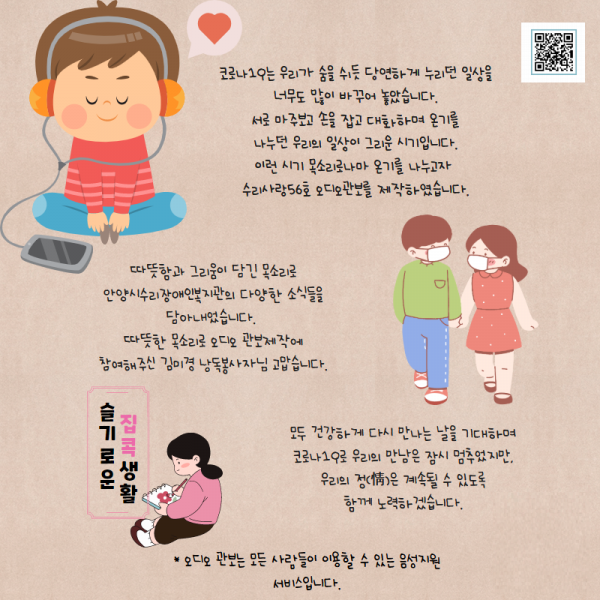 코로나19는 우리가 숨을 쉬듯 당연하게 누리던 일상을
너무도 많이 바꾸어 놓았습니다.
서로 마주보고 손을 잡고 대화하며 온기를
나누던 우리의 일상이 그리운 시기입니다.
이런 시기 목소리로나마 온기를 나누고자
수리사랑56호 오디오관보를 제작하였습니다.
따뜻함과 그리움이 담긴 목소리로
안양시수리장애인복지관의 다양한 소식들을
담아내었습니다.
따뜻한 목소리로 오디오 관보제작에
참여해주신 김미경 낭독봉사자님 고맙습니다.
슬기로운
집콕생활
모두 건강하게 다시 만나는 날을 기대하며
코로나19로 우리의 만남은 잠시 멈추었지만,
우리의 정(情)은 계속될 수 있도록
함께 노력하겠습니다.
* 오디오 관보는 모든 사람들이 이용할 수 있는 음성지원
서비스입니다.